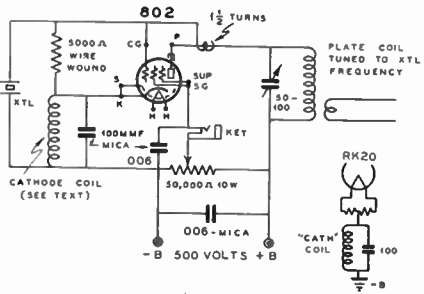 802
1½ TURNS
P
CG
5000Ω
WIRE
WOUND
PLATE COIL
TUNED TO XTL
FREQUENCY
S
SUP
SG
K
H H
XTL
50-
100
100MMF
MICA
KEY
.006
RK20
CATHODE COIL
(SEE TEXT)
50,000Ω 10W
.006-MICA
"CATH"
COIL
100
-B 500 VOLTS +B
-B